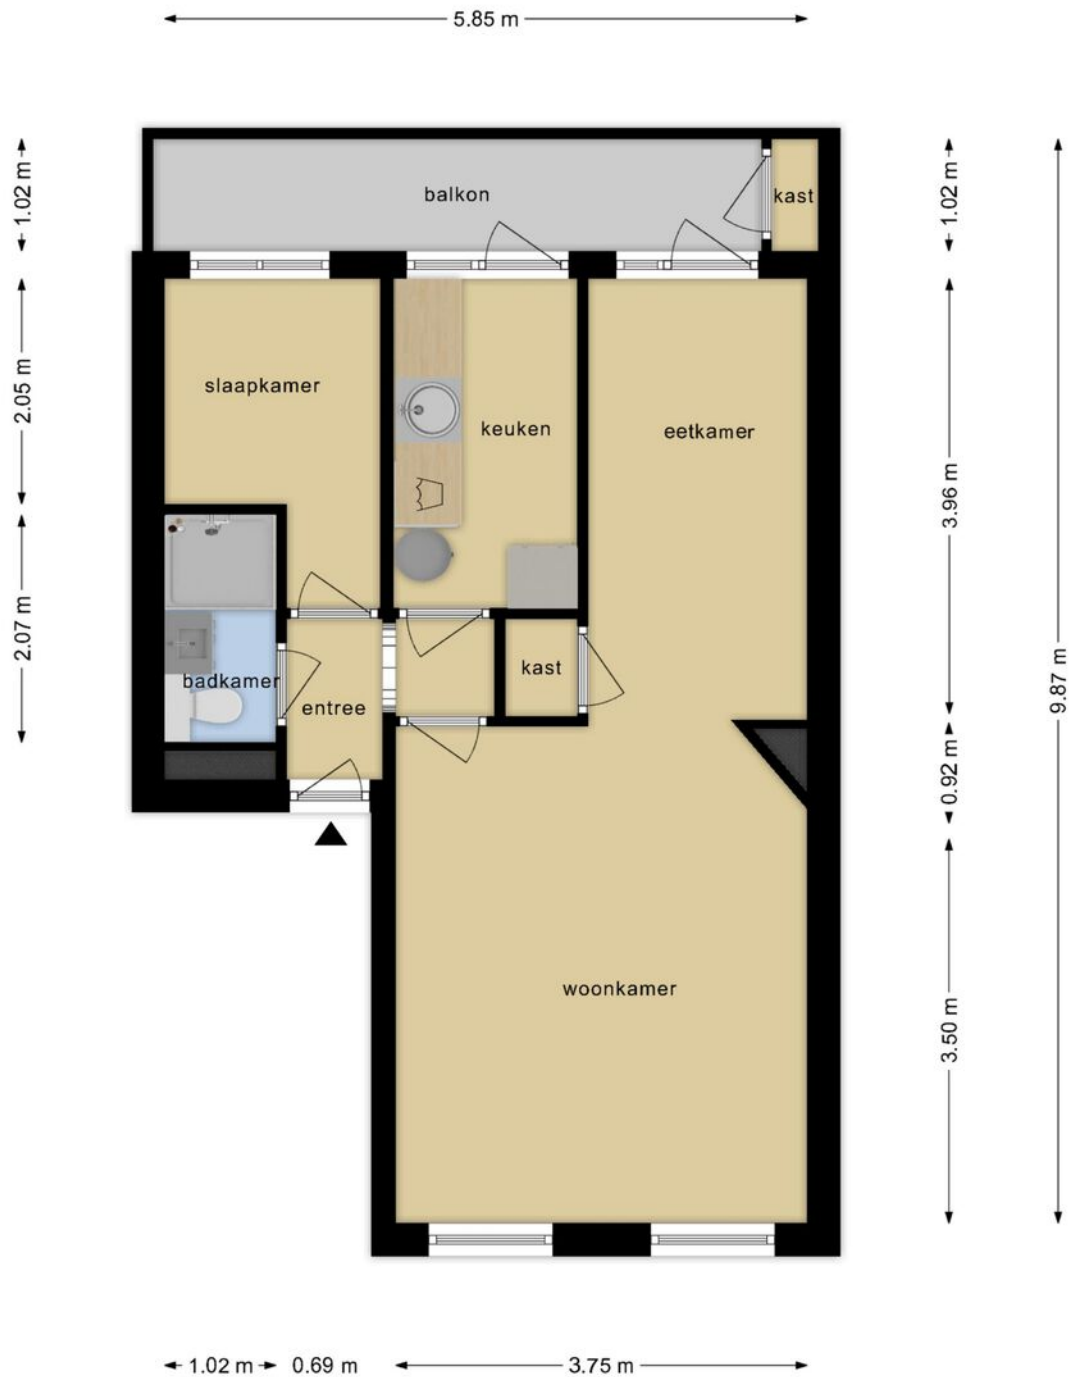 5.85 m
1.02 m
balkon
kast
1.02 m
2.05 m
slaapkamer
keuken
eetkamer
3.96 m
2.07 m
badkamer
entree
kast
9.87 m
0.92 m
woonkamer
3.50 m
1.02 m
0.69 m
3.75 m